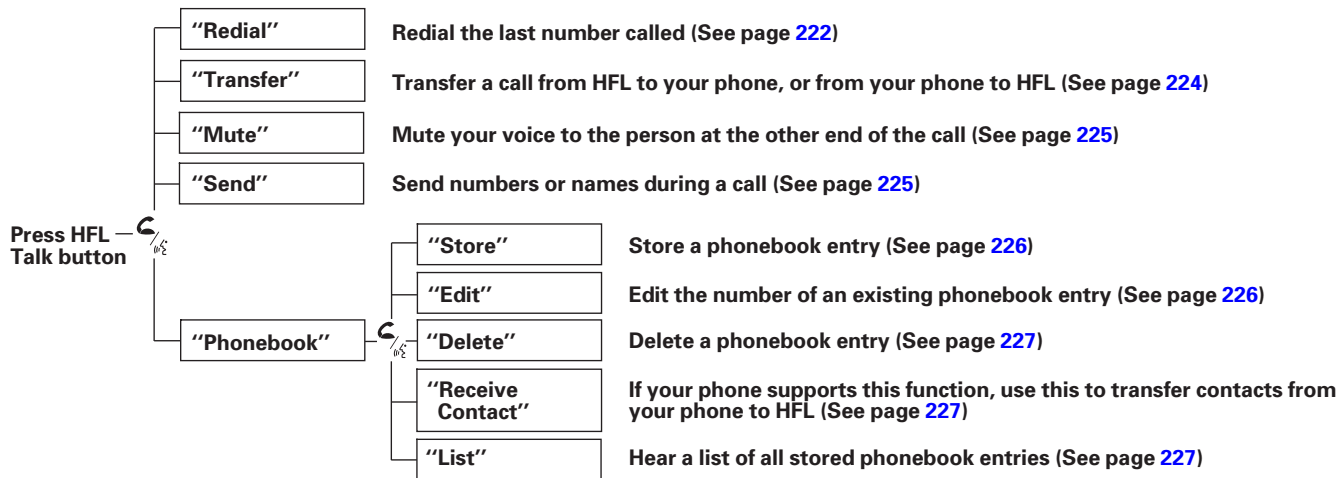 "Redial" Redial the last number called (See page 222)
"Transfer" Transfer a call from HFL to your phone, or from your phone to HFL (See page 224)
"Mute" Mute your voice to the person at the other end of the call (See page 225)
"Send" Send numbers or names during a call (See page 225)
Press HFL
Talk button
"Phonebook"
"Store" Store a phonebook entry (See page 226)
"Edit" Edit the number of an existing phonebook entry (See page 226)
"Delete" Delete a phonebook entry (See page 227)
"Receive
Contact"
If your phone supports this function, use this to transfer contacts from
your phone to HFL (See page 227)
"List" Hear a list of all stored phonebook entries (See page 227)